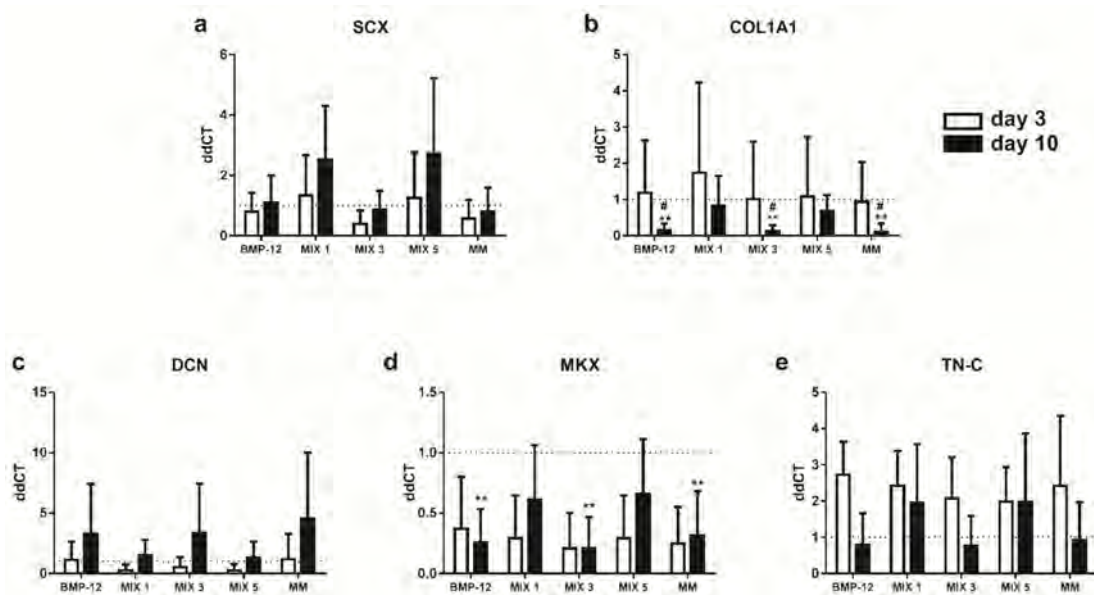 a SCX
6
4
2
0
ddCT
BMP-12 MIX 1 MIX 3 MIX 5 MM
b COL1A1
5
4
3
2
1
0
ddCT
# # #
** ** **
BMP-12 MIX 1 MIX 3 MIX 5 MM
day 3
day 10
c DCN
15
10
5
0
ddCT
BMP-12 MIX 1 MIX 3 MIX 5 MM
d MKX
1.5
1.0
0.5
0.0
ddCT
** ** **
BMP-12 MIX 1 MIX 3 MIX 5 MM
e TN-C
5
4
3
2
1
0
ddCT
BMP-12 MIX 1 MIX 3 MIX 5 MM